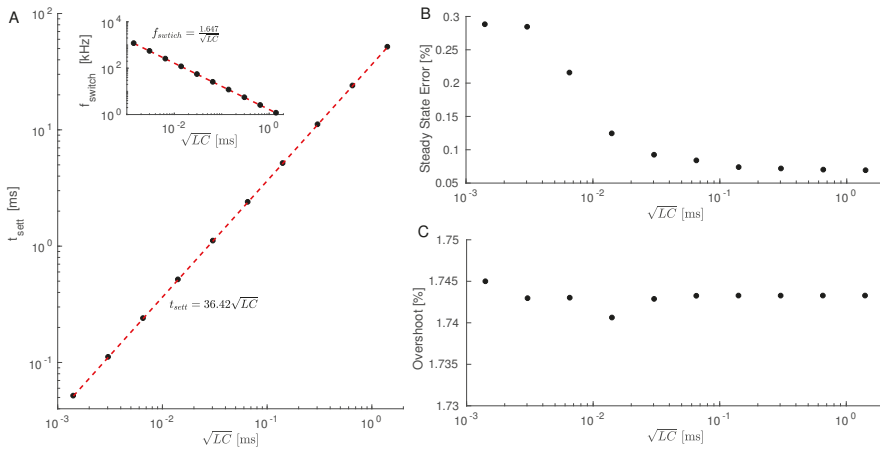 A
t_sett [ms]
10^1
10^0
10^-1
10^-3
10^-2
10^-1
10^0
√LC [ms]
t_sett = 36.42√LC
f_swtich = 1.647/√LC
f_switch [kHz]
10^4
10^2
10^0
10^-2
10^0
√LC [ms]
B
Steady State Error [%]
0.3
0.25
0.2
0.15
0.1
0.05
10^-3
10^-2
10^-1
10^0
√LC [ms]
C
Overshoot [%]
1.75
1.745
1.74
1.735
1.73
10^-3
10^-2
10^-1
10^0
√LC [ms]